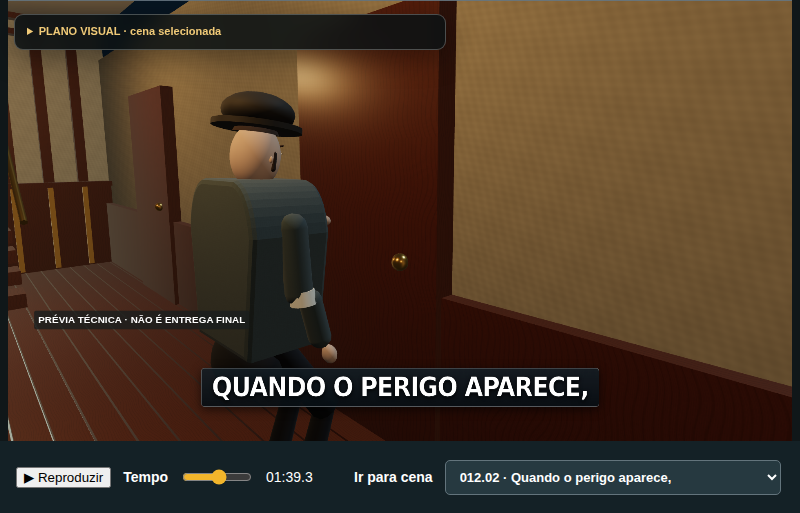 ▶ PLANO VISUAL · cena selecionada
PRÉVIA TÉCNICA · NÃO É ENTREGA FINAL
QUANDO O PERIGO APARECE,
▶ Reproduzir Tempo 01:39.3 Ir para cena 012.02 · Quando o perigo aparece,